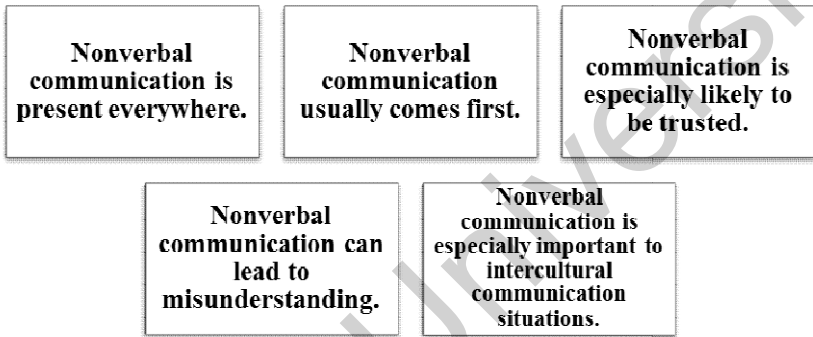 Nonverbal
communication is
present everywhere.
Nonverbal
communication
usually comes first.
Nonverbal
communication is
especially likely to
be trusted.
Nonverbal
communication can
lead to
misunderstanding.
Nonverbal
communication is
especially important to
intercultural
communication
situations.